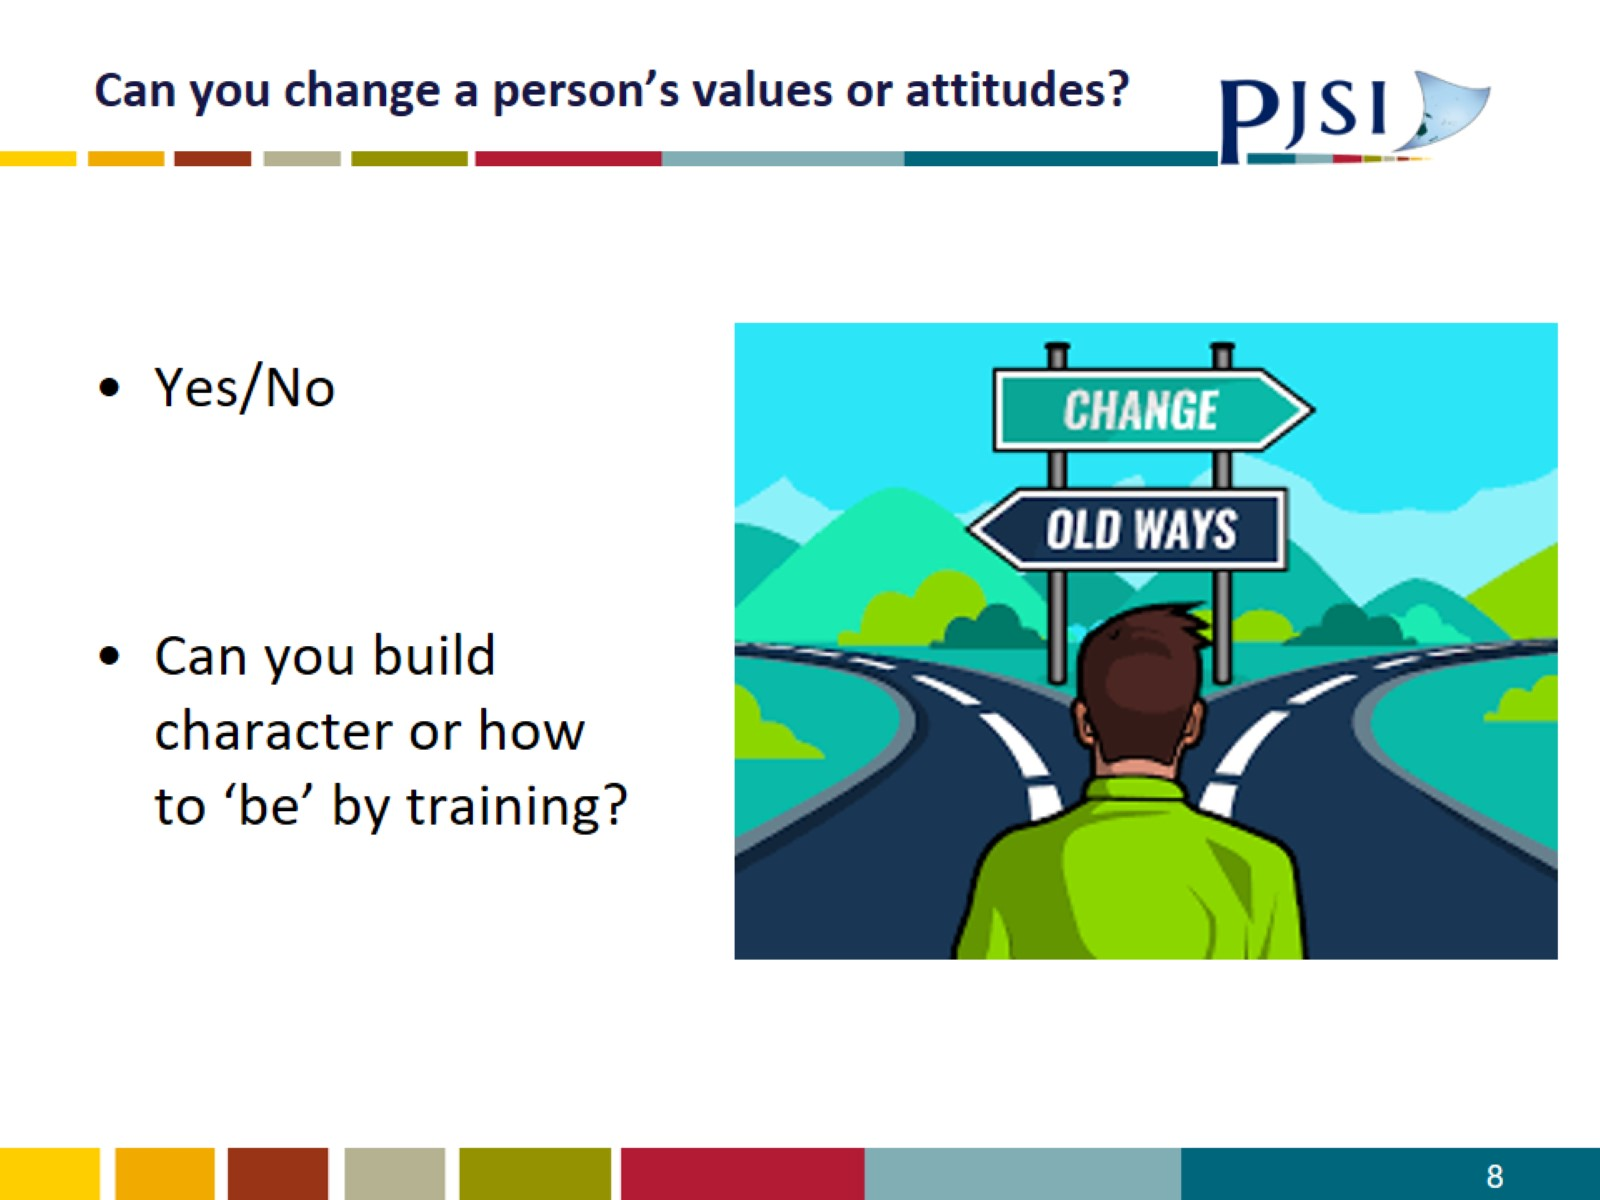 Can you change a person’s values or attitudes?
PJSI
• Yes/No
• Can you build
character or how
to ‘be’ by training?
CHANGE
OLD WAYS
8